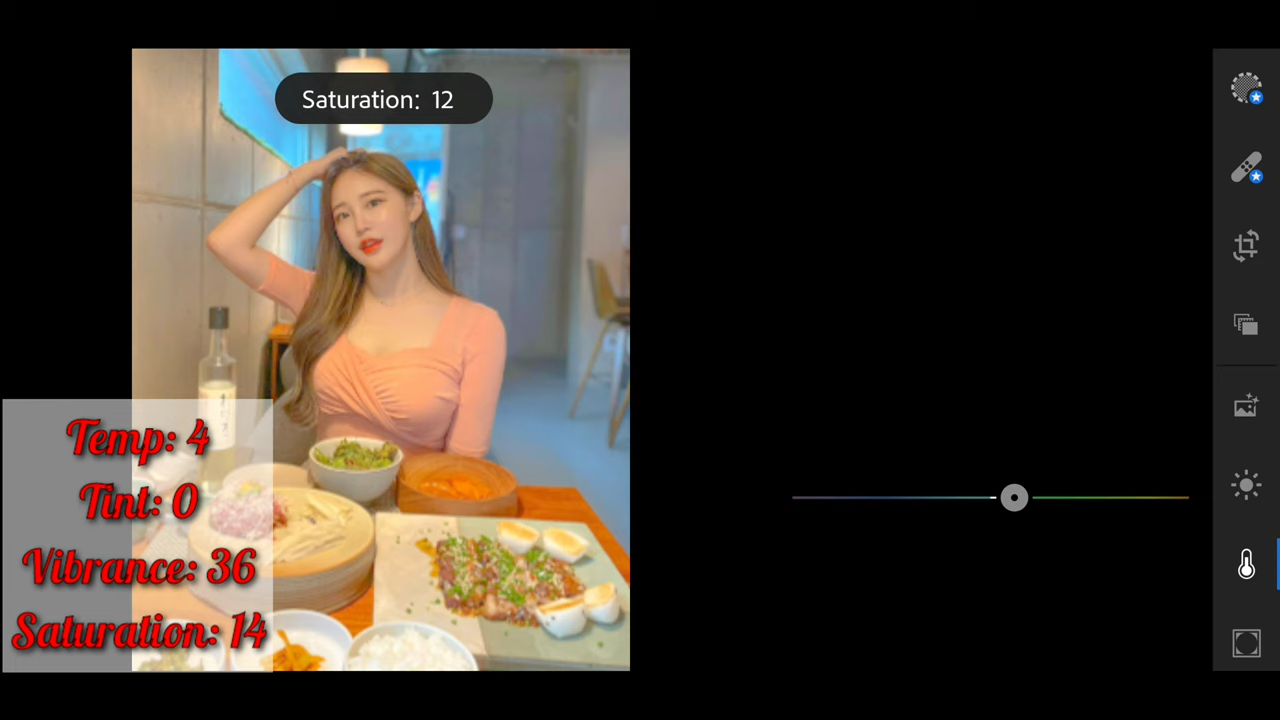 Saturation: 12
Temp: 4
Tint: 0
Vibrance: 36
Saturation: 14